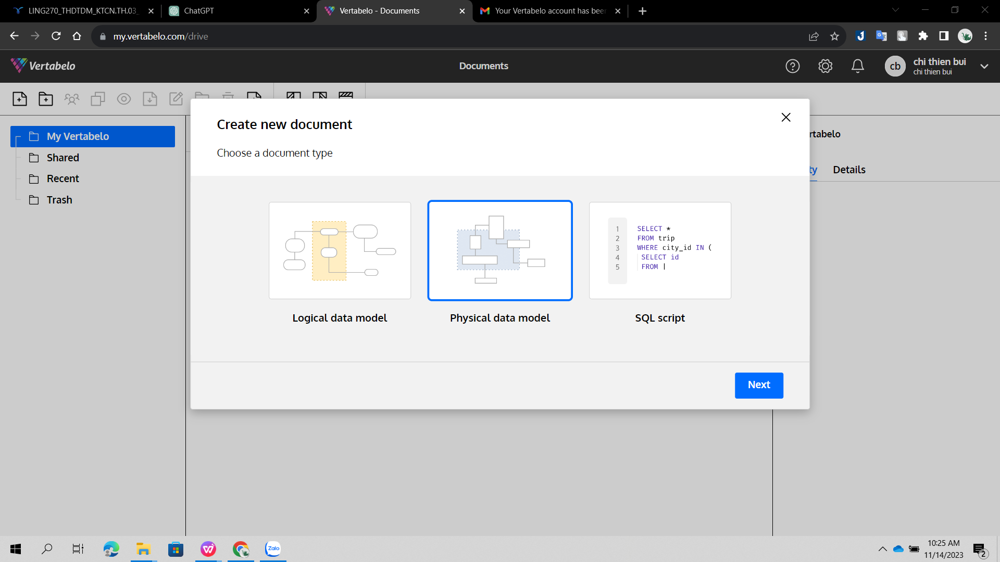 LING270_THDTDM_KTCN.TH.03_
ChatGPT
Vertabelo - Documents
Your Vertabelo account has been
my.vertabelo.com/drive
Vertabelo
Documents
cb
chi thien bui
chi thien bui
My Vertabelo
Shared
Recent
Trash
Create new document
Choose a document type
rtabelo
ty
Details
1 SELECT *
2 FROM trip
3 WHERE city_id IN (
4 SELECT id
5 FROM |
Logical data model
Physical data model
SQL script
Next
Zalo
10:25 AM
11/14/2023
2